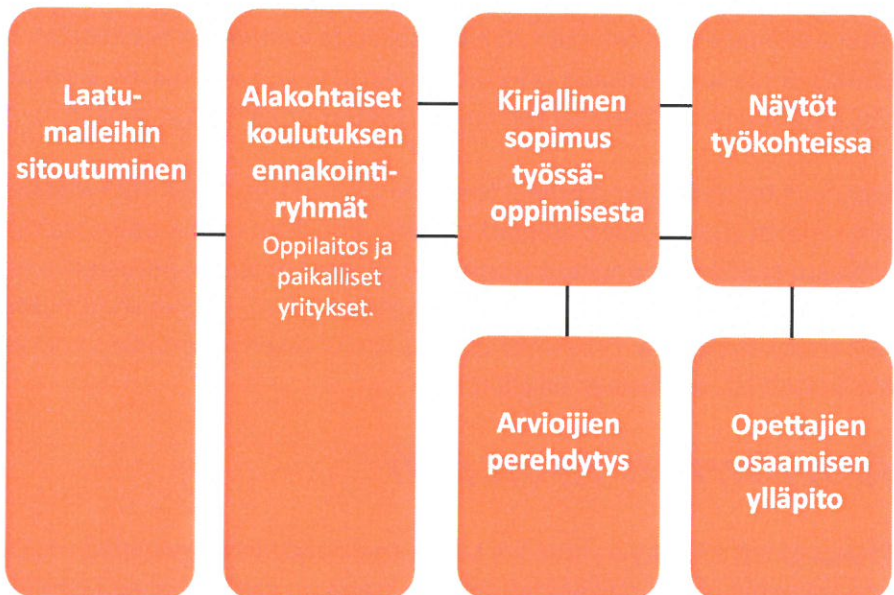 Laatu-
malleihin
sitoutuminen
Alakohtaiset
koulutuksen
ennakointi-
ryhmät
Oppilaitos ja
paikalliset
yritykset.
Kirjallinen
sopimus
työssä-
oppimisesta
Näytöt
työkohteissa
Arvioijien
perehdytys
Opettajien
osaamisen
ylläpito